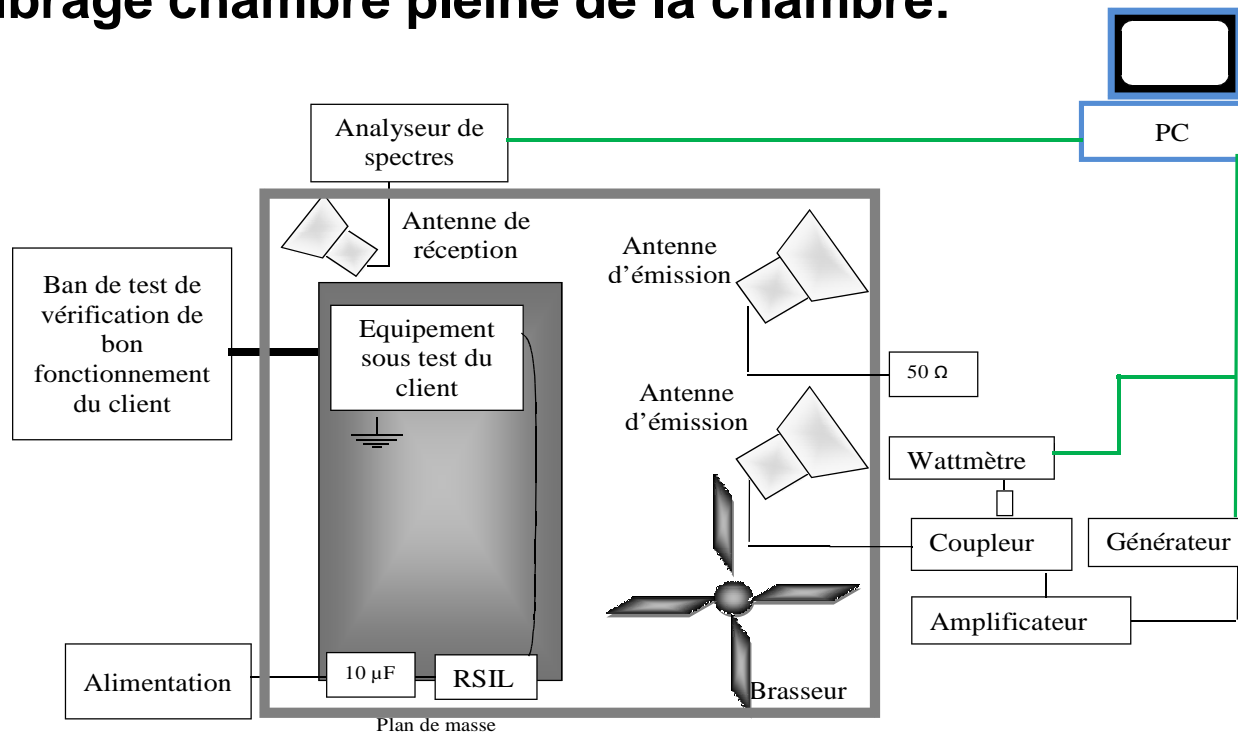 ibrage chambre pleine de la chambre.
PC
Analyseur de
spectres
Antenne de
réception
Antenne
d'émission
Ban de test de
vérification de
bon
fonctionnement
du client
Equipement
sous test du
client
50 Ω
Antenne
d'émission
Wattmètre
Coupleur
Générateur
Amplificateur
Alimentation
10 µF
RSIL
Brasseur
Plan de masse